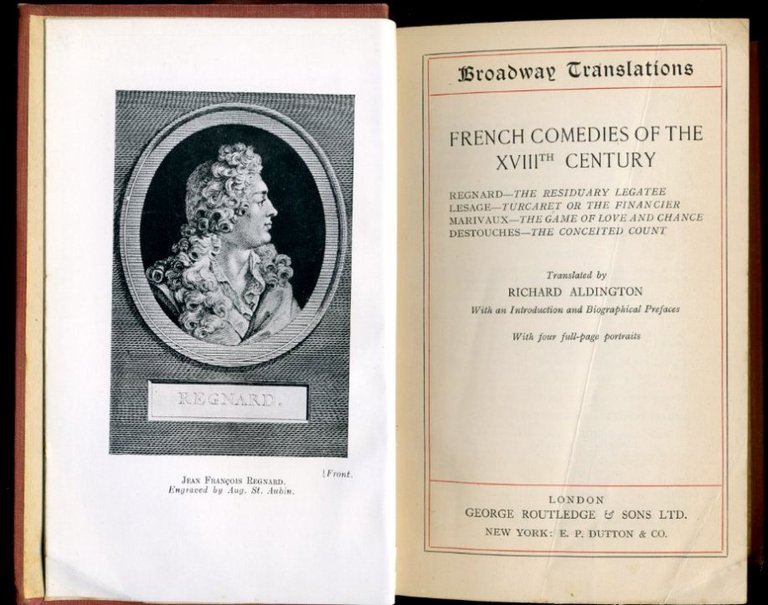 REGNARD.
[Front.
JEAN FRANÇOIS REGNARD.
Engraved by Aug. St. Aubin.
Broadway Translations
FRENCH COMEDIES OF THE
XVIIITH CENTURY
REGNARD—THE RESIDUARY LEGATEE
LESAGE—TURCARET OR THE FINANCIER
MARIVAUX—THE GAME OF LOVE AND CHANCE
DESTOUCHES—THE CONCEITED COUNT
Translated by
RICHARD ALDINGTON
With an Introduction and Biographical Prefaces
With four full-page portraits
LONDON
GEORGE ROUTLEDGE & SONS LTD.
NEW YORK: E. P. DUTTON & CO.